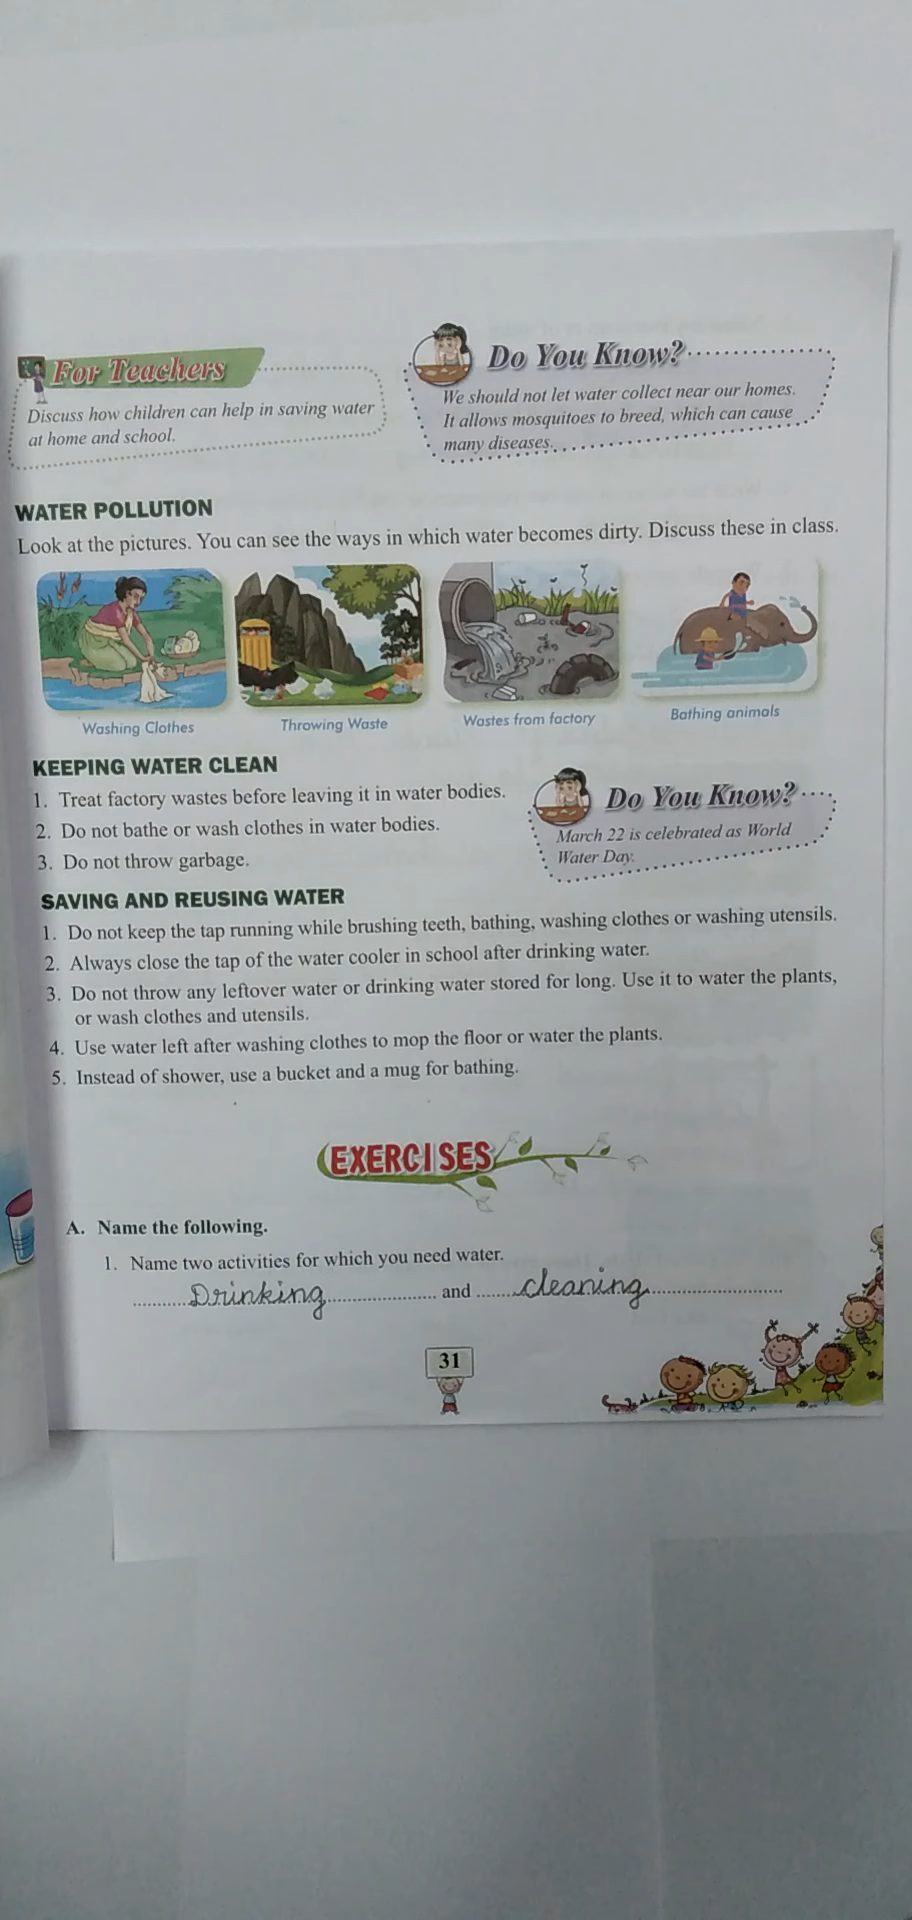 For Teachers
Discuss how children can help in saving water
at home and school.
Do You Know?
We should not let water collect near our homes.
It allows mosquitoes to breed, which can cause
many diseases.
WATER POLLUTION
Look at the pictures. You can see the ways in which water becomes dirty. Discuss these in class.
Washing Clothes
Throwing Waste
Wastes from factory
Bathing animals
KEEPING WATER CLEAN
1. Treat factory wastes before leaving it in water bodies.
2. Do not bathe or wash clothes in water bodies.
3. Do not throw garbage.
Do You Know?
March 22 is celebrated as World
Water Day.
SAVING AND REUSING WATER
1. Do not keep the tap running while brushing teeth, bathing, washing clothes or washing utensils.
2. Always close the tap of the water cooler in school after drinking water.
3. Do not throw any leftover water or drinking water stored for long. Use it to water the plants,
or wash clothes and utensils.
4. Use water left after washing clothes to mop the floor or water the plants.
5. Instead of shower, use a bucket and a mug for bathing.
EXERCISES
A. Name the following.
1. Name two activities for which you need water.
Drinking and cleaning
31